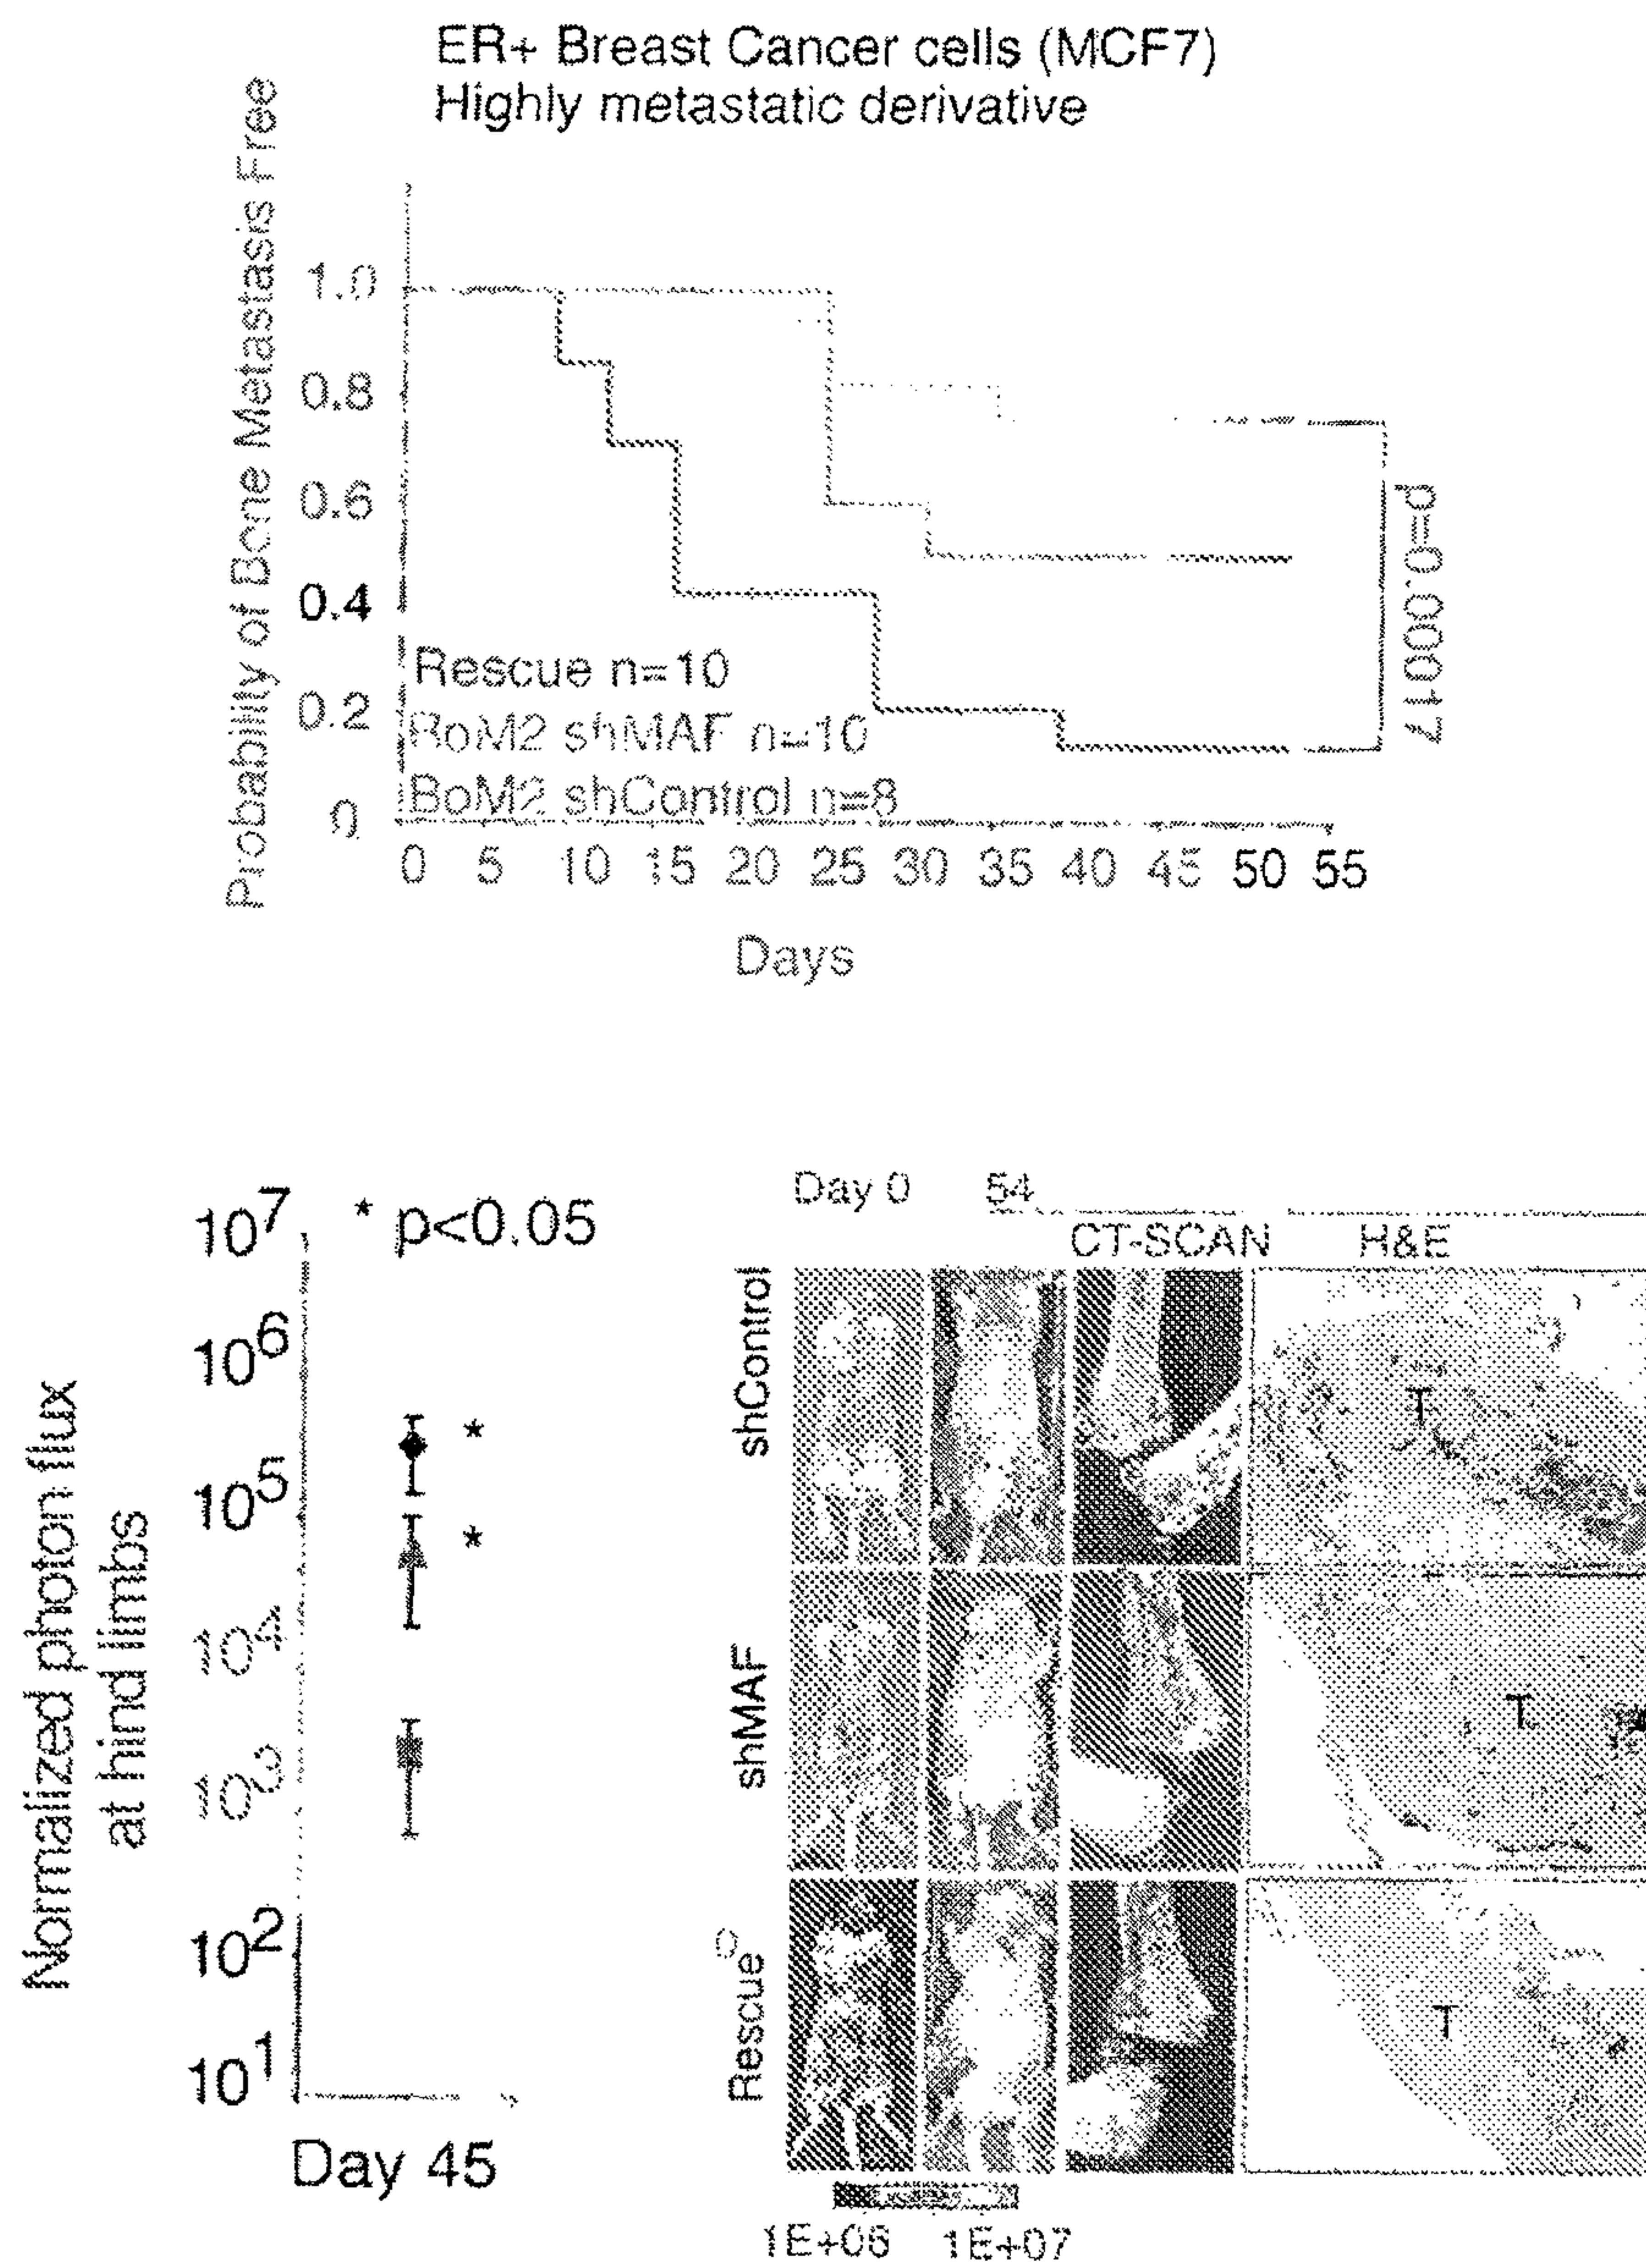 ER+ Breast Cancer cells (MCF7)
Highly metastatic derivative
Probability of Bone Metastasis Free
1.0
0.8
0.6
0.4
0.2
0
Rescue n=10
BoM2 shMAF n=10
BoM2 shControl n=8
p=0.00017
0 5 10 15 20 25 30 35 40 45 50 55
Days
Normalized photon flux
at hind limbs
10⁷
10⁶
10⁵
10⁴
10³
10²
10¹
* p<0.05
*
*
Day 45
Day 0 54
CT-SCAN H&E
shControl
shMAF
Rescue
T
T
T
1E+06 1E+07